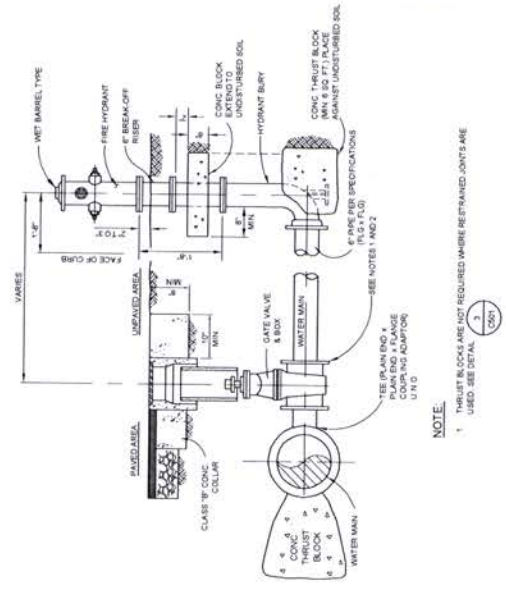 WET BARREL TYPE
FIRE HYDRANT
6" BREAK-OFF
RISER
CONC. BLOCK
EXTENG TO
UNDISTURBED SOIL
HYDRANT BURY
CONC THRUST BLOCK
(MIN. 6 SQ. FT.) PLACE
AGAINST UNDISTURBED SOIL
VARIES
1'-6"
FACE OF CURB
2" TO 3"
1'-6"
6"
MIN
UNPAVED AREA
8"
MIN
10"
MIN
PAVED AREA
CLASS "B" CONC.
COLLAR
GATE VALVE
& BOX
WATER MAIN
6" PIPE PER SPECIFICATIONS
(FLG x FLG)
SEE NOTES 1 AND 2
TEE (PLAIN END x
PLAIN END x FLANGE
COUPLING ADAPTOR)
U N O
CONC
THRUST
BLOCK
WATER MAIN
NOTE:
1 THRUST BLOCKS ARE NOT REQUIRED WHERE RESTRAINED JOINTS ARE
USED. SEE DETAIL
3
C501